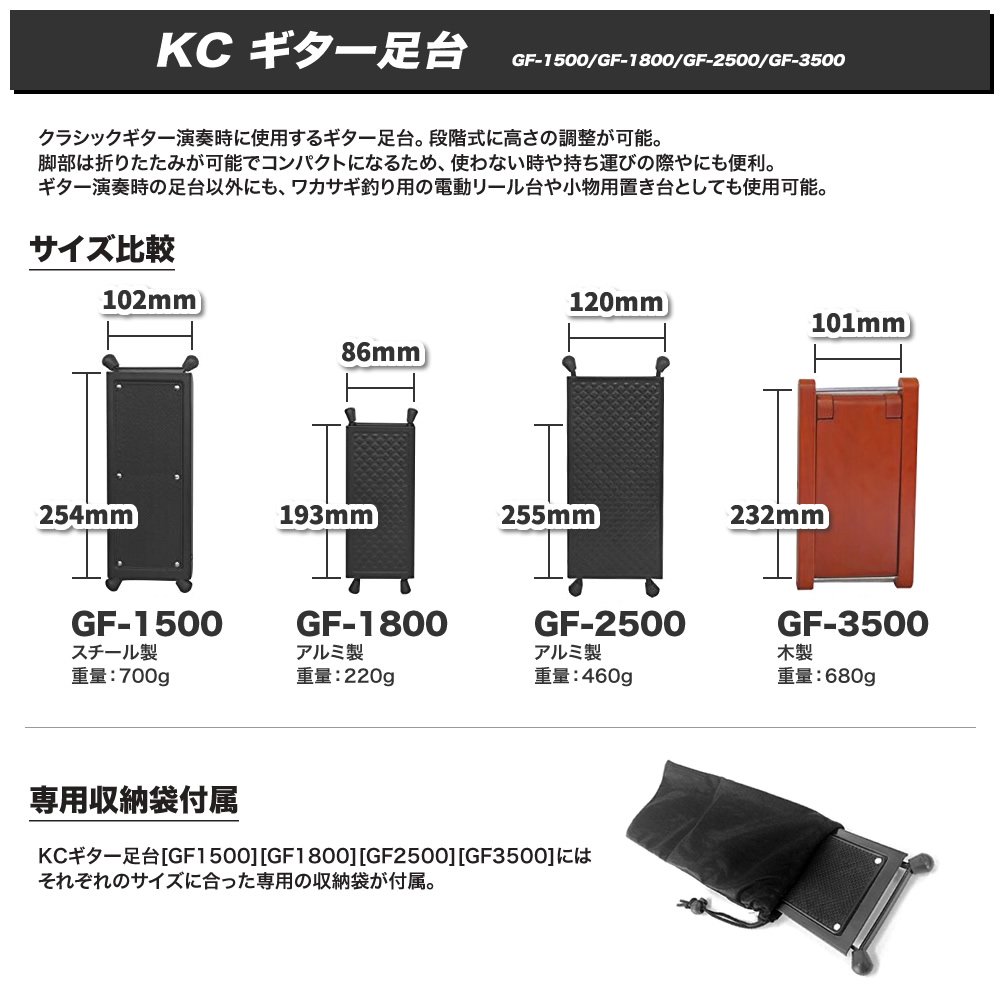 KC ギター足台 GF-1500/GF-1800/GF-2500/GF-3500
クラシックギター演奏時に使用するギター足台。段階式に高さの調整が可能。
脚部は折りたたみが可能でコンパクトになるため、使わない時や持ち運びの際やにも便利。
ギター演奏時の足台以外にも、ワカサギ釣り用の電動リール台や小物用置き台としても使用可能。
サイズ比較
102mm
254mm
GF-1500
スチール製
重量：700g
86mm
193mm
GF-1800
アルミ製
重量：220g
120mm
255mm
GF-2500
アルミ製
重量：460g
101mm
232mm
GF-3500
木製
重量：680g
専用収納袋付属
KCギター足台[GF1500][GF1800][GF2500][GF3500]には
それぞれのサイズに合った専用の収納袋が付属。